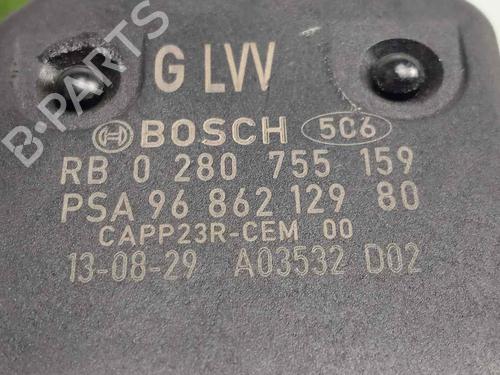 G LVV
BOSCH 5C6
RB 0 280 755 159
PSA 96 862 129 80
CAPP23R-CEM 00
13-08-29 A03532 D02
B-PARTS